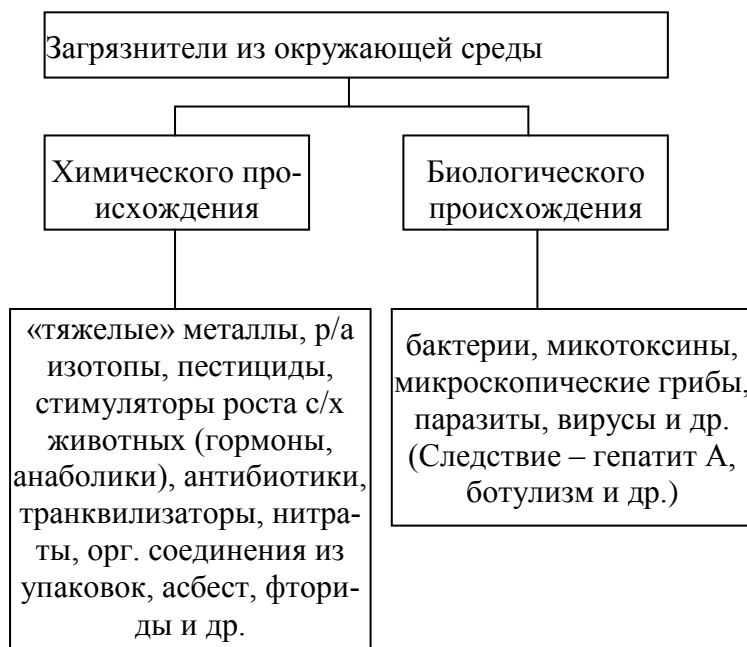 Загрязнители из окружающей среды
Химического про-
исхождения
Биологического
происхождения
«тяжелые» металлы, р/а
изотопы, пестициды,
стимуляторы роста с/х
животных (гормоны,
анаболики), антибиотики,
транквилизаторы, нитра-
ты, орг. соединения из
упаковок, асбест, фтори-
ды и др.
бактерии, микотоксины,
микроскопические грибы,
паразиты, вирусы и др.
(Следствие – гепатит А,
ботулизм и др.)